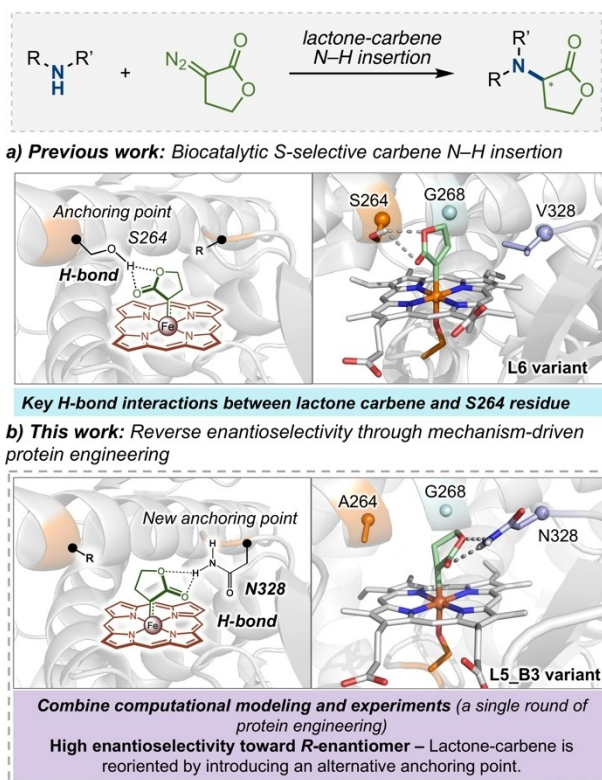 R
R'
N
H
+
N2
O
O
lactone-carbene
N–H insertion
R'
R
N
*
O
O
a) Previous work: Biocatalytic S-selective carbene N–H insertion
Anchoring point
S264
O
H
H-bond
R
O
O
N
N
N
N
Fe
S264
G268
V328
L6 variant
Key H-bond interactions between lactone carbene and S264 residue
b) This work: Reverse enantioselectivity through mechanism-driven
protein engineering
New anchoring point
R
H
N
H
O
N328
H-bond
O
O
N
N
N
N
Fe
A264
G268
N328
L5_B3 variant
Combine computational modeling and experiments (a single round of
protein engineering)
High enantioselectivity toward R-enantiomer – Lactone-carbene is
reoriented by introducing an alternative anchoring point.